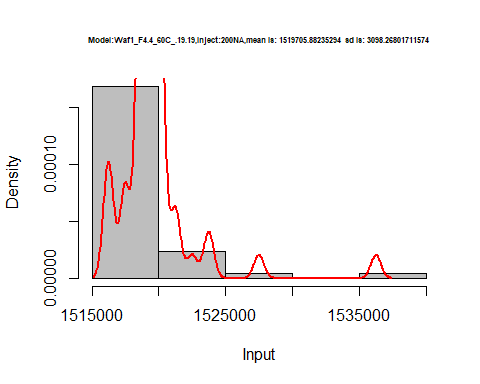 Model:Waf1_F4.4_60C_.19.19,Inject:200NA,mean is: 1519705.88235294 sd is: 3098.26801711574
Density
0.00010
0.00000
1515000 1525000 1535000
Input